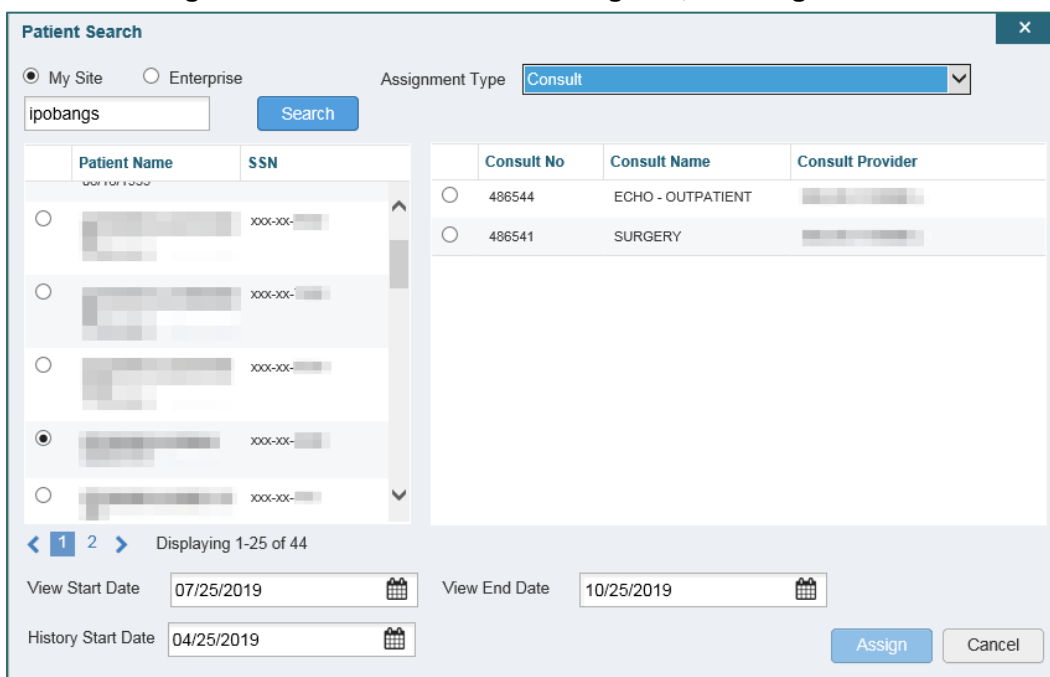 Patient Search
x
My Site Enterprise Assignment Type Consult
ipobangs Search
Patient Name SSN Consult No Consult Name Consult Provider
486544 ECHO - OUTPATIENT
xxx-xx-
486541 SURGERY
xxx-xx-
xxx-xx-
xxx-xx-
xxx-xx-
1 2 Displaying 1-25 of 44
View Start Date 07/25/2019 View End Date 10/25/2019
History Start Date 04/25/2019
Assign Cancel